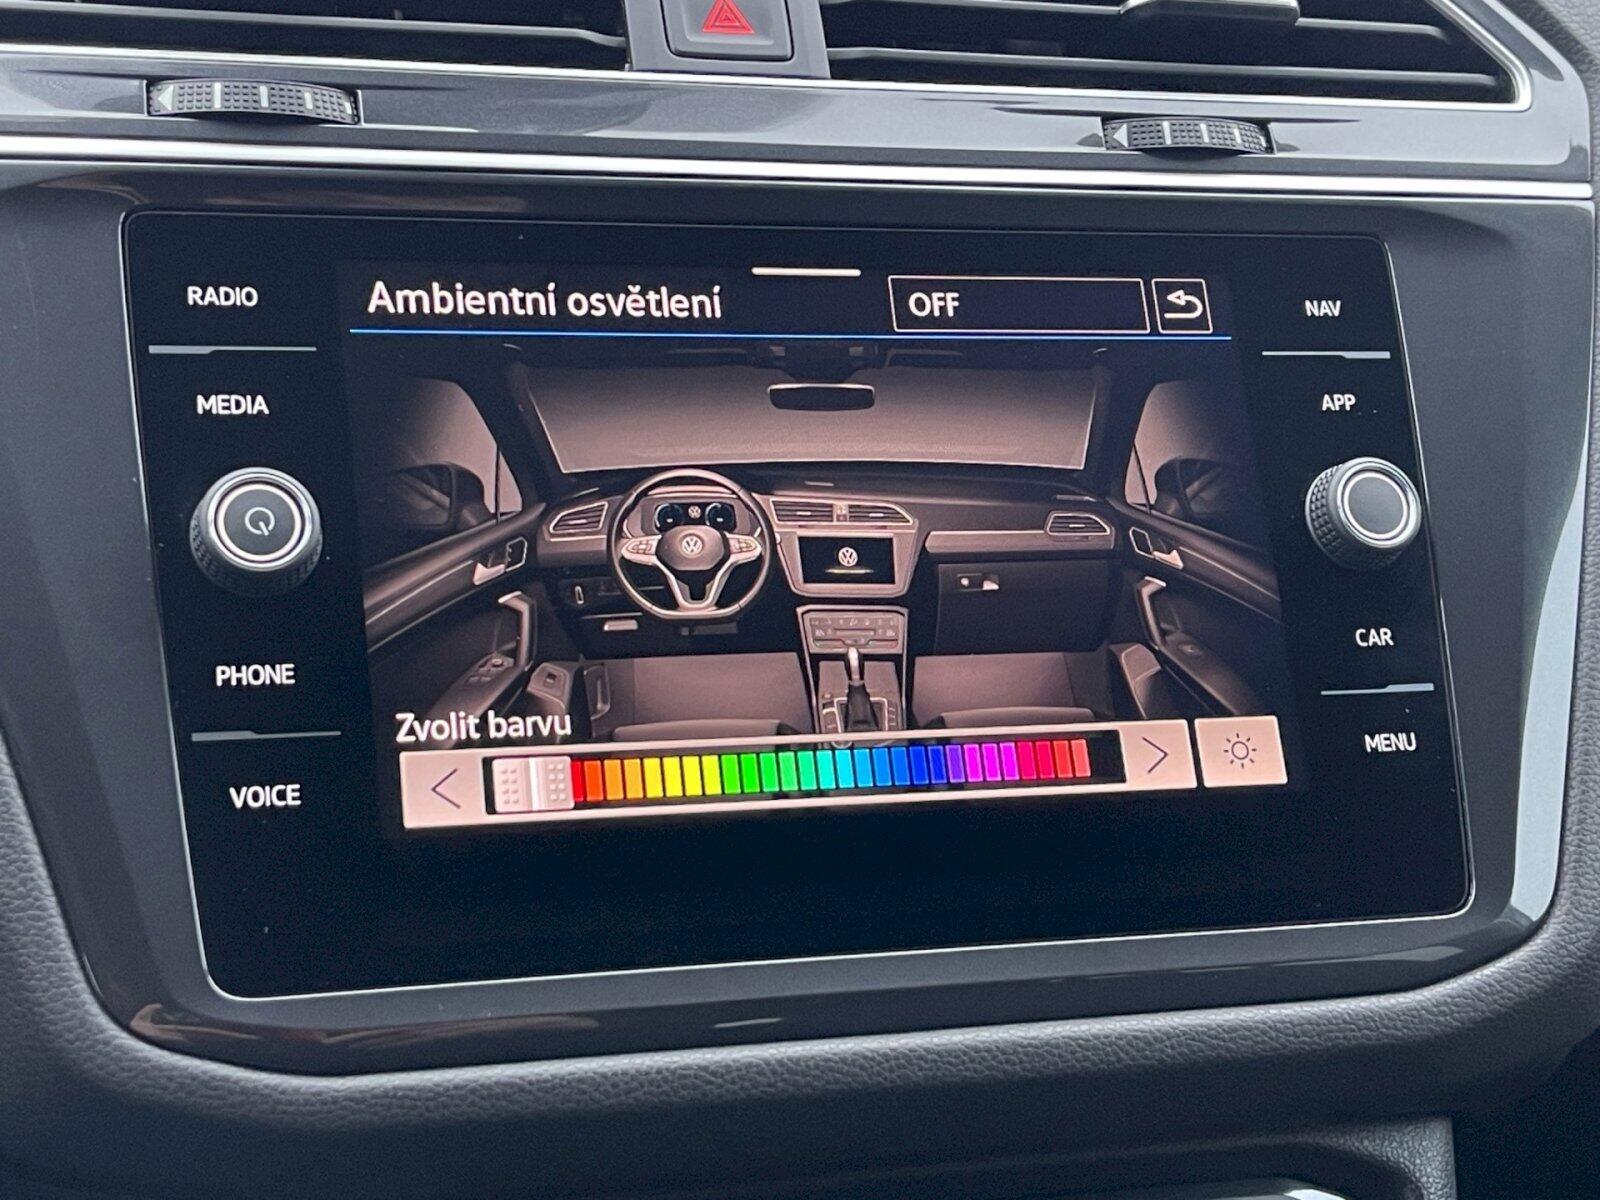 RADIO
MEDIA
PHONE
VOICE
Ambientní osvětlení
OFF
Zvolit barvu
NAV
APP
CAR
MENU